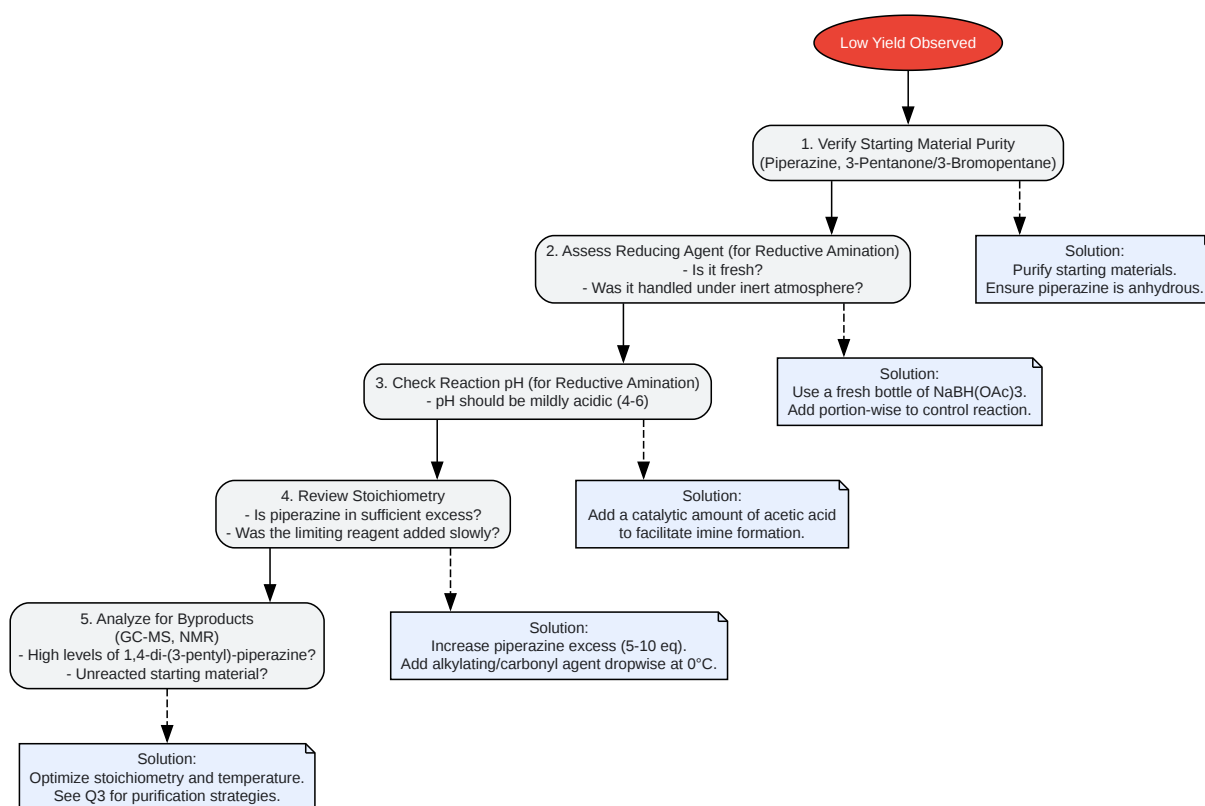 Low Yield Observed
1. Verify Starting Material Purity
(Piperazine, 3-Pentanone/3-Bromopentane)
2. Assess Reducing Agent (for Reductive Amination)
- Is it fresh?
- Was it handled under inert atmosphere?
Solution:
Purify starting materials.
Ensure piperazine is anhydrous.
3. Check Reaction pH (for Reductive Amination)
- pH should be mildly acidic (4-6)
Solution:
Use a fresh bottle of NaBH(OAc)3.
Add portion-wise to control reaction.
4. Review Stoichiometry
- Is piperazine in sufficient excess?
- Was the limiting reagent added slowly?
Solution:
Add a catalytic amount of acetic acid
to facilitate imine formation.
5. Analyze for Byproducts
(GC-MS, NMR)
- High levels of 1,4-di-(3-pentyl)-piperazine?
- Unreacted starting material?
Solution:
Increase piperazine excess (5-10 eq).
Add alkylating/carbonyl agent dropwise at 0°C.
Solution:
Optimize stoichiometry and temperature.
See Q3 for purification strategies.